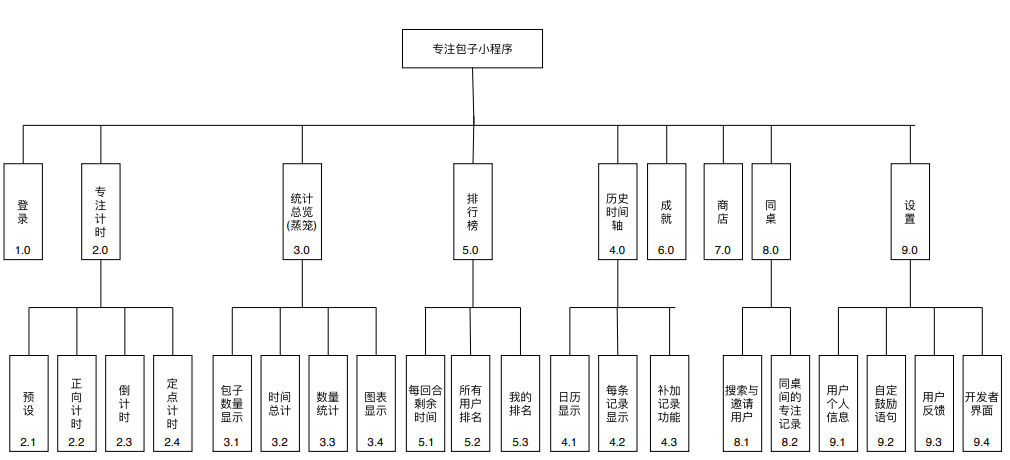 专注包子小程序
登
录
1.0
专
注
计
时
2.0
统计
总览
(蒸笼)
3.0
排
行
榜
5.0
历史
时间
轴
4.0
成
就
6.0
商
店
7.0
同
桌
8.0
设
置
9.0
预
设
2.1
正
向计
时
2.2
倒
计时
2.3
定
点计
时
2.4
包子
数量
显示
3.1
时间
总计
3.2
数量
统计
3.3
图表
显示
3.4
每回合
剩余
时间
5.1
所有
用户
排名
5.2
我的
排名
5.3
日历
显示
4.1
每条
记录
显示
4.2
补加
记录
功能
4.3
搜索与
邀请
用户
8.1
同桌
间的
专注
记录
8.2
用户
个人
信息
9.1
自定
鼓励
语句
9.2
用户
反馈
9.3
开发者
界面
9.4